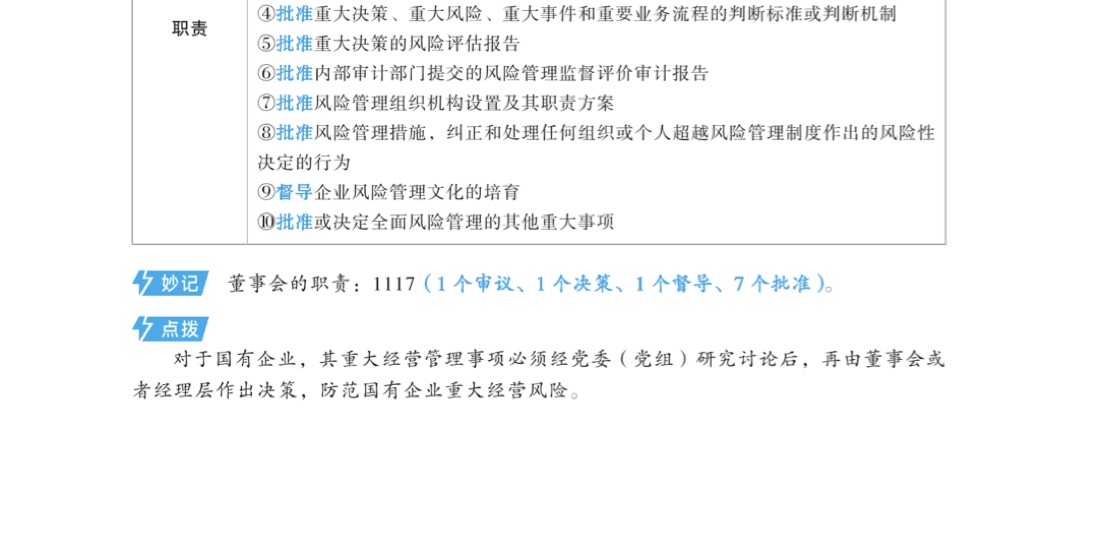 ④批准重大决策、重大风险、重大事件和重要业务流程的判断标准或判断机制
职责
⑤批准重大决策的风险评估报告
⑥批准内部审计部门提交的风险管理监督评价审计报告
⑦批准风险管理组织机构设置及其职责方案
⑧批准风险管理措施，纠正和处理任何组织或个人超越风险管理制度作出的风险性
决定的行为
⑨督导企业风险管理文化的培育
⑩批准或决定全面风险管理的其他重大事项
妙记 董事会的职责：1117（1个审议、1个决策、1个督导、7个批准）。
点拨
对于国有企业，其重大经营管理事项必须经党委（党组）研究讨论后，再由董事会或
者经理层作出决策，防范国有企业重大经营风险。